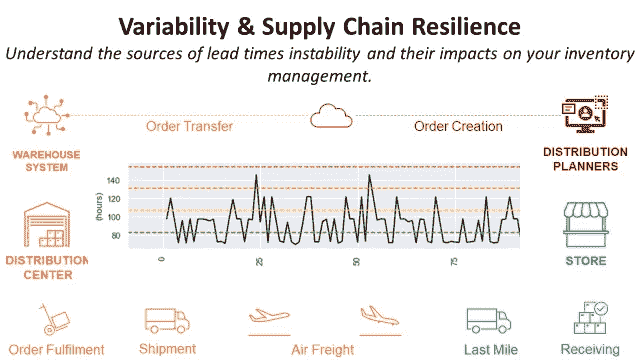 Variability & Supply Chain Resilience
Understand the sources of lead times instability and their impacts on your inventory
management.
Order Transfer
Order Creation
WAREHOUSE
SYSTEM
DISTRIBUTION
PLANNERS
(hours)
140
120
100
80
0
25
50
75
DISTRIBUTION
CENTER
STORE
Order Fulfilment
Shipment
Air Freight
Last Mile
Receiving